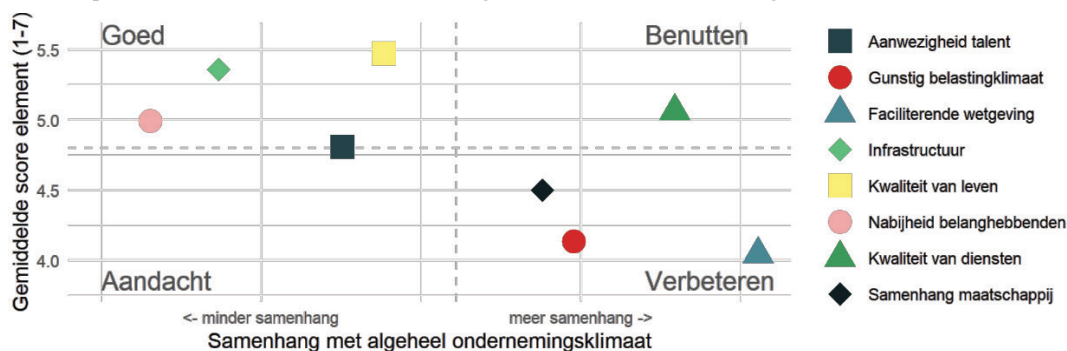 Gemiddelde score element (1-7)
5.5
5.0
4.5
4.0
Goed
Benutten
Aandacht
Verbeteren
<- minder samenhang
meer samenhang ->
Samenhang met algeheel ondernemingsklimaat
Aanwezigheid talent
Gunstig belastingklimaat
Faciliterende wetgeving
Infrastructuur
Kwaliteit van leven
Nabijheid belanghebbenden
Kwaliteit van diensten
Samenhang maatschappij